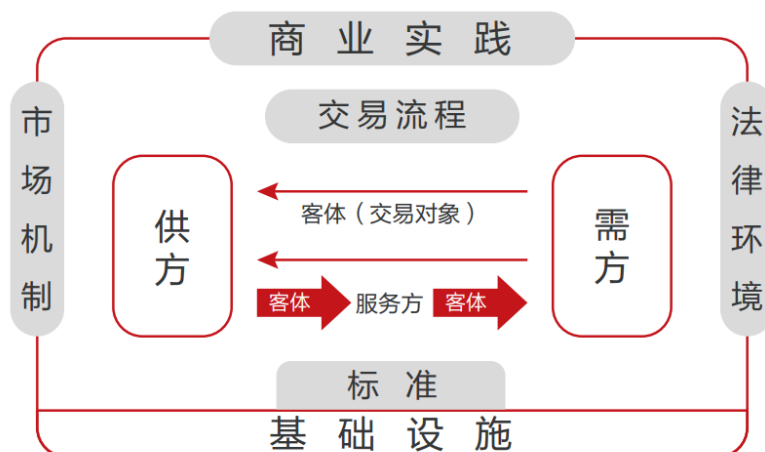 商业实践
交易流程
市场机制
法律环境
供方
需方
客体（交易对象）
客体
服务方
客体
标准
基础设施